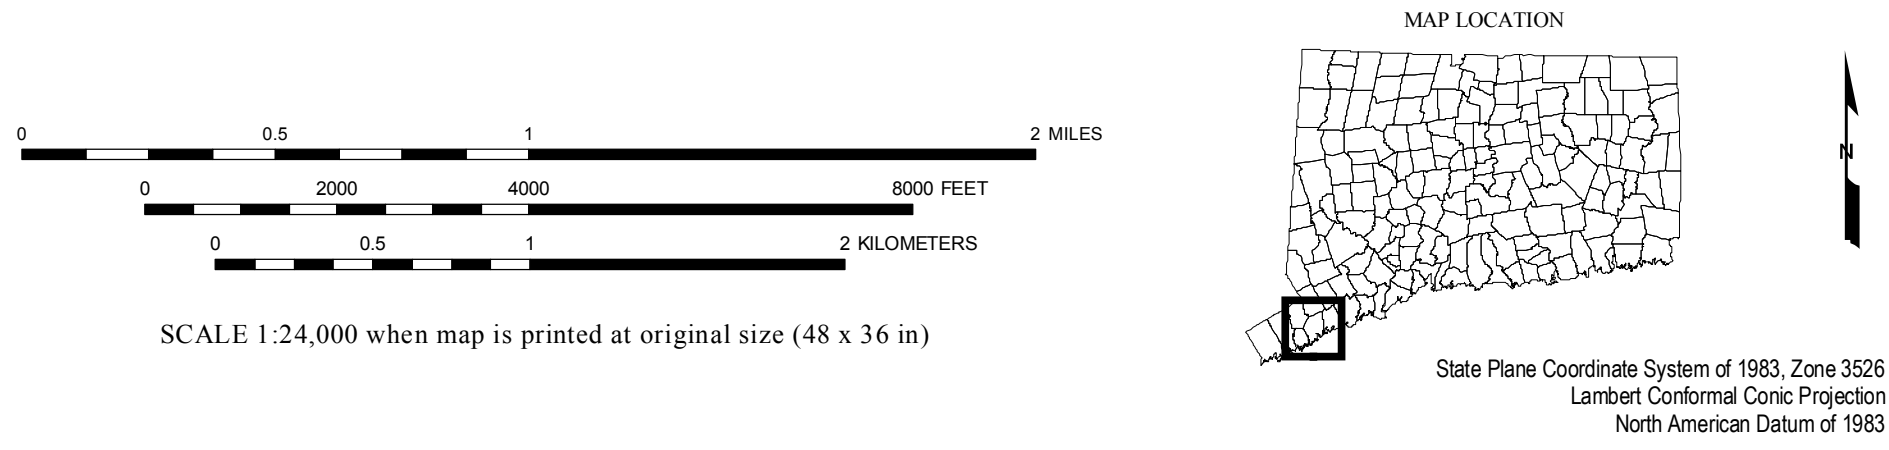 MAP LOCATION
0 0.5 1 2 MILES
0 2000 4000 8000 FEET
0 0.5 1 2 KILOMETERS
SCALE 1:24,000 when map is printed at original size (48 x 36 in)
N
State Plane Coordinate System of 1983, Zone 3526
Lambert Conformal Conic Projection
North American Datum of 1983